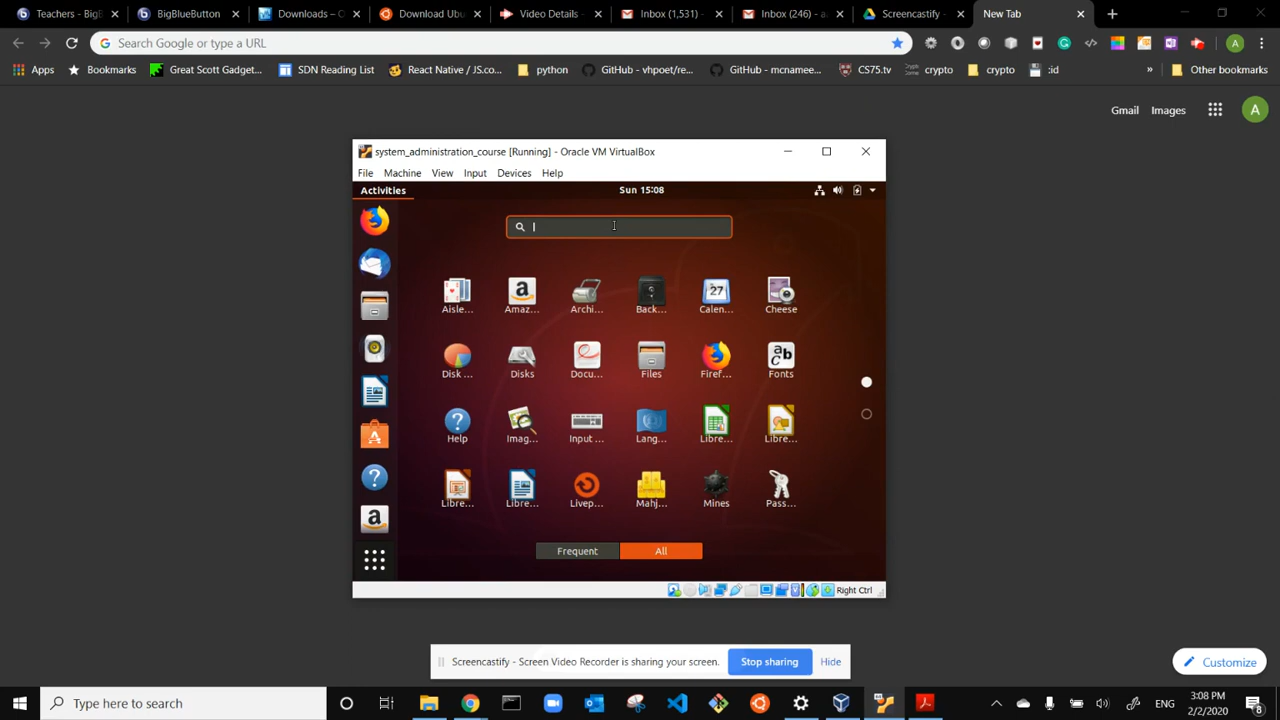 Teachers - Big
BigBlueButton
Downloads – O
Download Ubu
Video Details -
Inbox (1,531) -
Inbox (246) - a
Screencastify -
New Tab
Search Google or type a URL
Apps
Bookmarks
Great Scott Gadget...
SDN Reading List
React Native / JS.co...
python
GitHub - vhpoet/re...
GitHub - mcnamee...
CS75.tv
crypto
crypto
:id
»
Other bookmarks
Gmail
Images
A
system_administration_course [Running] - Oracle VM VirtualBox
File Machine View Input Devices Help
Activities
Sun 15:08
Aisle... Amaz... Archi... Back... Calen... Cheese
Disk ... Disks Docu... Files Firef... Fonts
Help Imag... Input ... Lang... Libre... Libre...
Libre... Libre... Livep... Mahj... Mines Pass...
Frequent All
Right Ctrl
Screencastify - Screen Video Recorder is sharing your screen.
Stop sharing
Hide
Customize
Type here to search
3:08 PM
2/2/2020
8